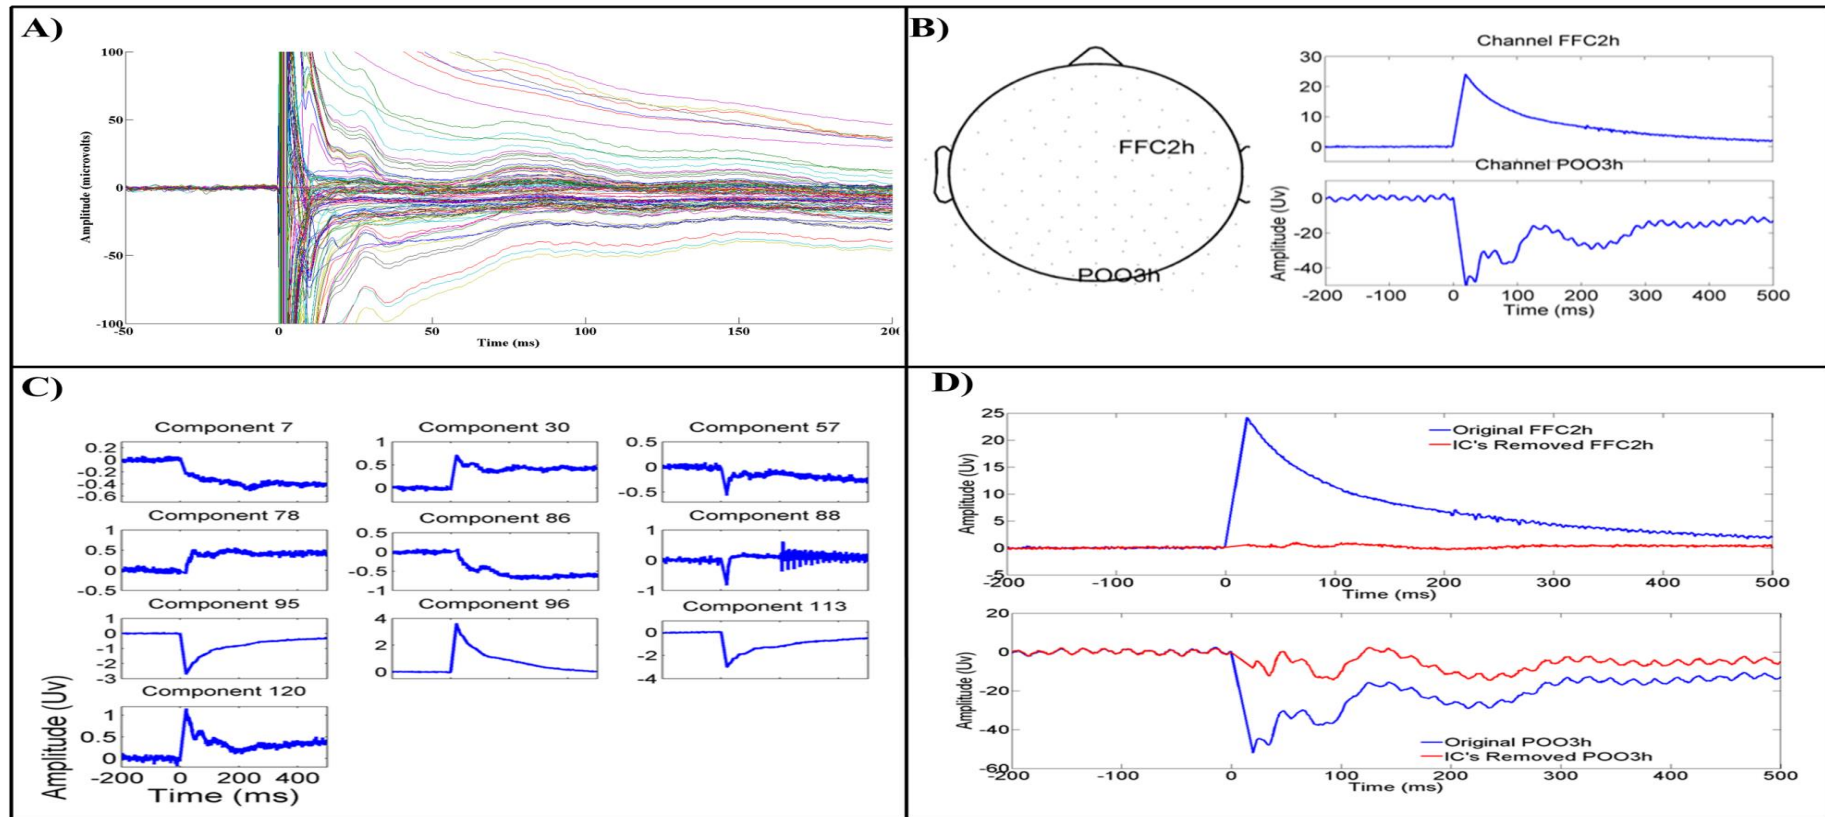 A)
100
50
0
-50
-100
Amplitude (microvolts)
-50 0 50 100 150 200
Time (ms)
B)
FFC2h
POO3h
Channel FFC2h
30
20
10
0
Channel POO3h
0
-20
-40
Amplitude (Uv)
-200 -100 0 100 200 300 400 500
Time (ms)
C)
Component 7
0.2
0
-0.2
-0.4
-0.6
Component 30
1
0.5
0
Component 57
0.5
0
-0.5
Component 78
1
0.5
0
-0.5
Component 86
0.5
0
-0.5
-1
Component 88
1
0
-1
Component 95
1
0
-1
-2
-3
Component 96
4
2
0
Component 113
0
-2
-4
Component 120
1
0.5
0
-200 0 200 400
Time (ms)
Amplitude (Uv)
D)
25
20
15
10
5
0
-5
Amplitude (Uv)
Original FFC2h
IC's Removed FFC2h
-200 -100 0 100 200 300 400 500
Time (ms)
20
0
-20
-40
-60
Amplitude (Uv)
Original POO3h
IC's Removed POO3h
-200 -100 0 100 200 300 400 500
Time (ms)